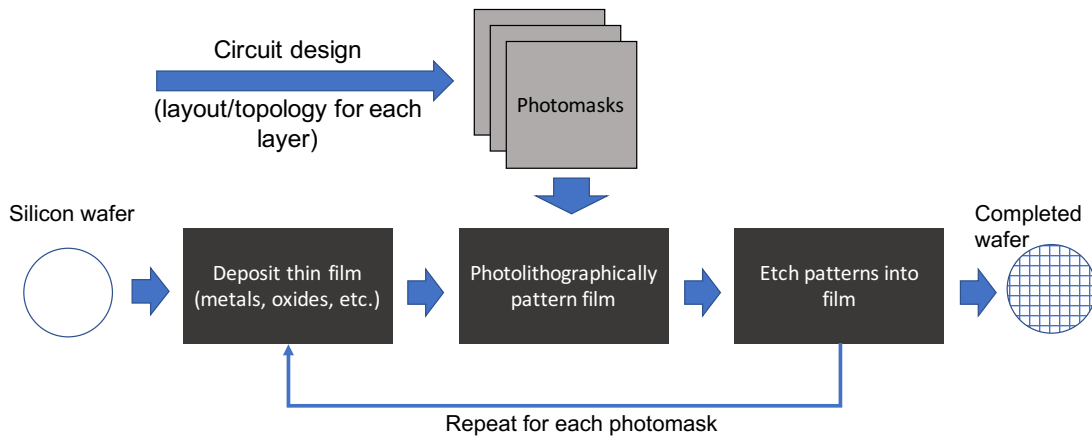 Circuit design
(layout/topology for each
layer)
Photomasks
Silicon wafer
Deposit thin film
(metals, oxides, etc.)
Photolithographically
pattern film
Etch patterns into
film
Completed
wafer
Repeat for each photomask